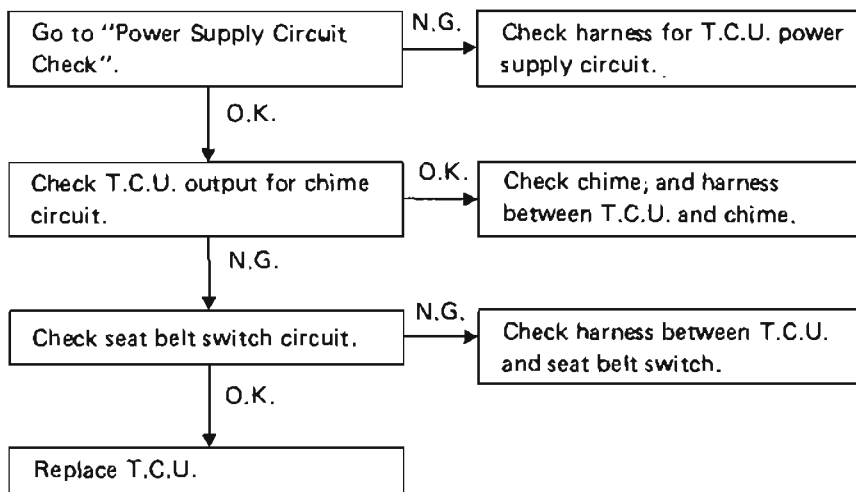 Go to "Power Supply Circuit
Check".
N.G.
Check harness for T.C.U. power
supply circuit.
O.K.
Check T.C.U. output for chime
circuit.
O.K.
Check chime; and harness
between T.C.U. and chime.
N.G.
Check seat belt switch circuit.
N.G.
Check harness between T.C.U.
and seat belt switch.
O.K.
Replace T.C.U.